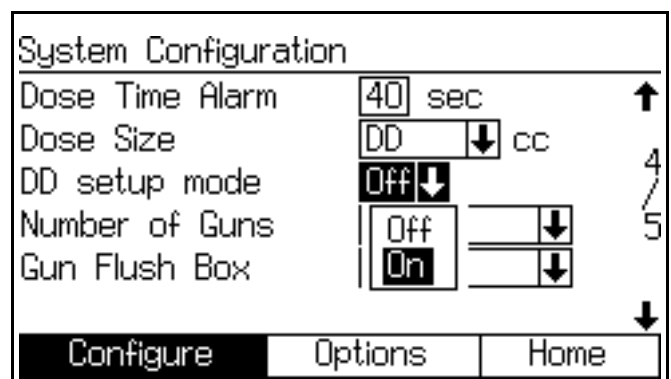 System Configuration
Dose Time Alarm 40 sec
Dose Size DD cc
DD setup mode Off
Number of Guns Off
Gun Flush Box On
4/5
Configure Options Home